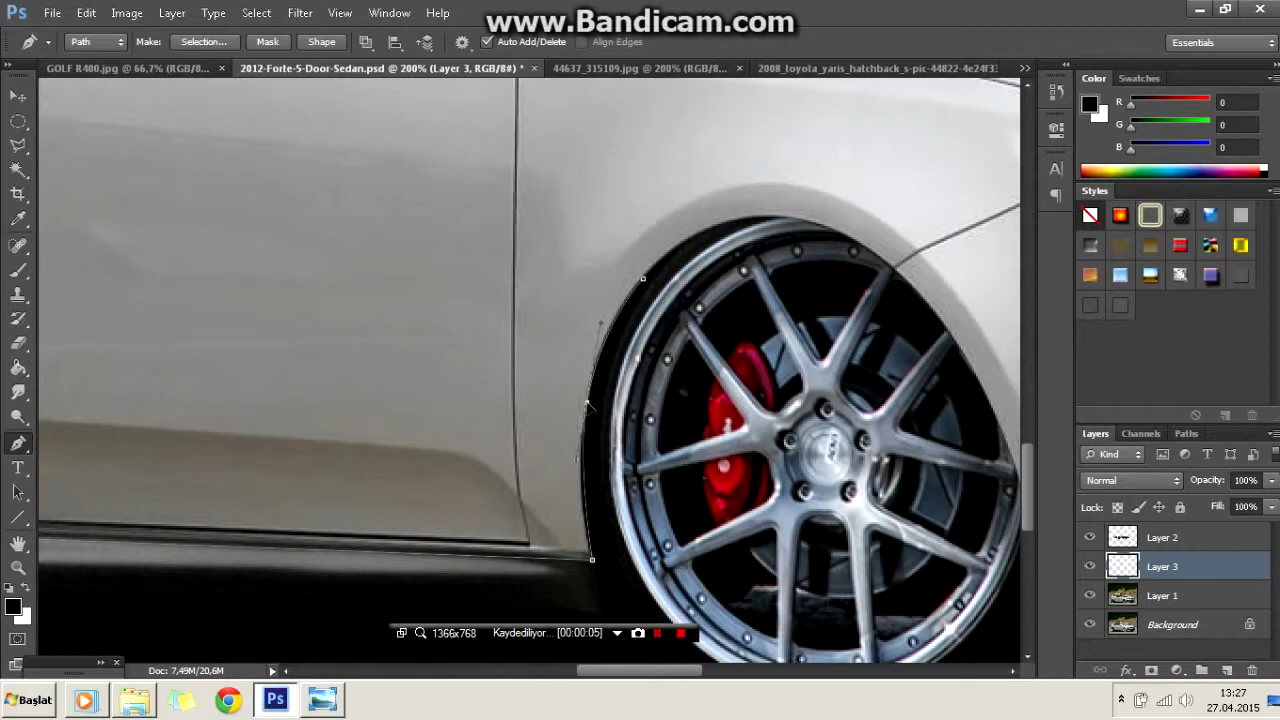 www.Bandicam.com
Ps File Edit Image Layer Type Select Filter View Window Help
Path Make: Selection... Mask Shape Auto Add/Delete Align Edges Essentials
GOLF R400.jpg @ 66,7% (RGB/8... × 2012-Forte-5-Door-Sedan.psd @ 200% (Layer 3, RGB/8#) * × 44637_315109.jpg @ 200% (RGB/8... × 2008_toyota_yaris_hatchback_s-pic-44822-4e24f33
Color Swatches
R 0
G 0
B 0
Styles
Layers Channels Paths
Kind
Normal Opacity: 100%
Lock: Fill: 100%
Layer 2
Layer 3
Layer 1
Background
1366x768 Kaydediliyor... [00:00:05]
Doc: 7,49M/20,6M
Başlat Ps
13:27
27.04.2015